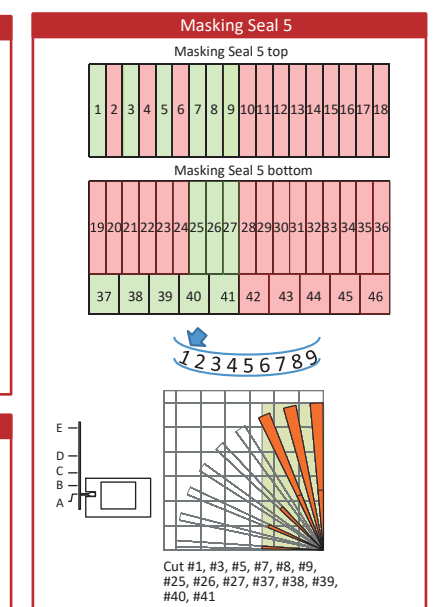 Masking Seal 5
Masking Seal 5 top
1 2 3 4 5 6 7 8 9 10 11 12 13 14 15 16 17 18
Masking Seal 5 bottom
19 20 21 22 23 24 25 26 27 28 29 30 31 32 33 34 35 36
37 38 39 40 41 42 43 44 45 46
1 2 3 4 5 6 7 8 9
E
D
C
B
A
Cut #1, #3, #5, #7, #8, #9,
#25, #26, #27, #37, #38, #39,
#40, #41